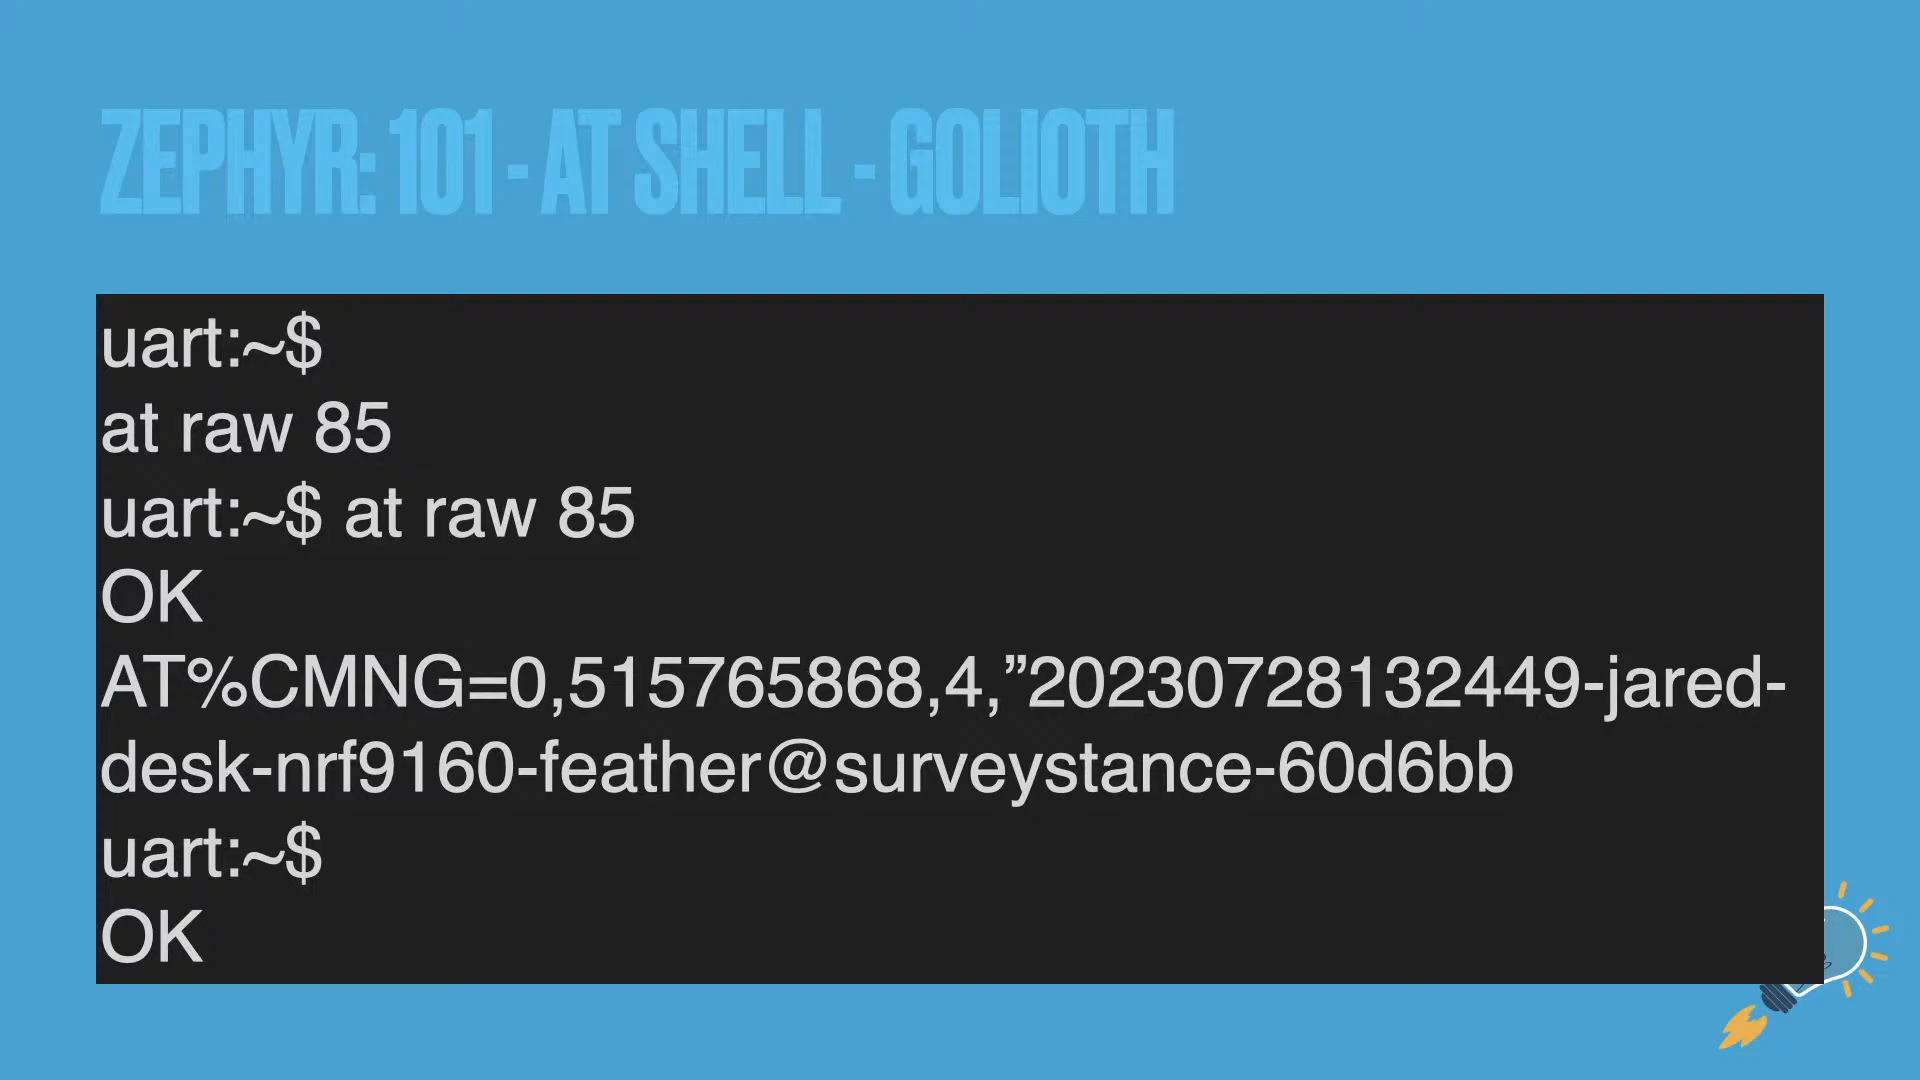 ZEPHYR: 101 - AT SHELL - GOLIOTH
uart:~$
at raw 85
uart:~$ at raw 85
OK
AT%CMNG=0,515765868,4,”20230728132449-jared-
desk-nrf9160-feather@surveystance-60d6bb
uart:~$
OK